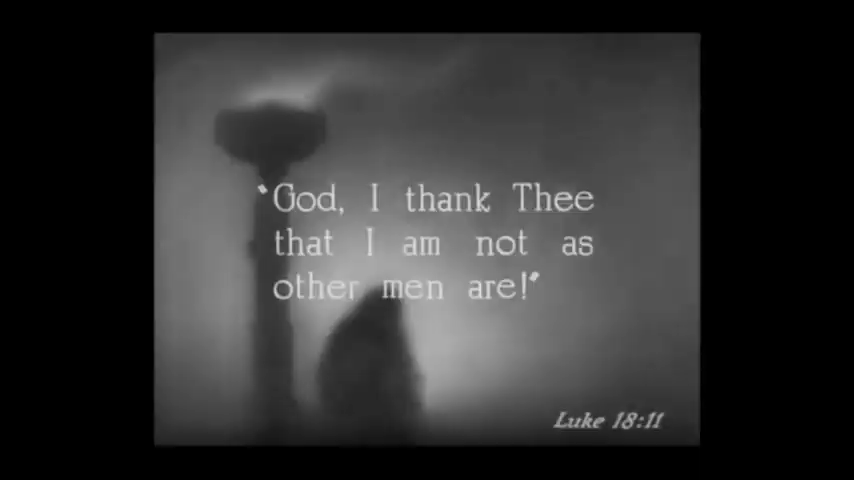 "God, I thank Thee
that I am not as
other men are!"
Luke 18:11